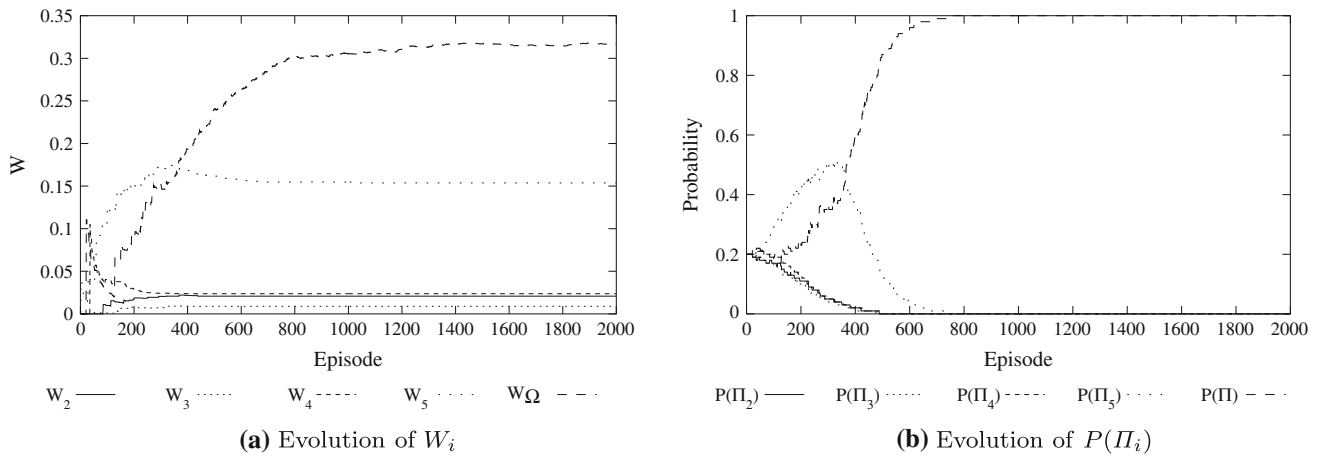 0.35
0.3
0.25
0.2
0.15
0.1
0.05
0
W
0 200 400 600 800 1000 1200 1400 1600 1800 2000
Episode
W2 W3 W4 W5 WΩ
(a) Evolution of Wi
1
0.8
0.6
0.4
0.2
0
Probability
0 200 400 600 800 1000 1200 1400 1600 1800 2000
Episode
P(Π2) P(Π3) P(Π4) P(Π5) P(Π)
(b) Evolution of P(Πi)